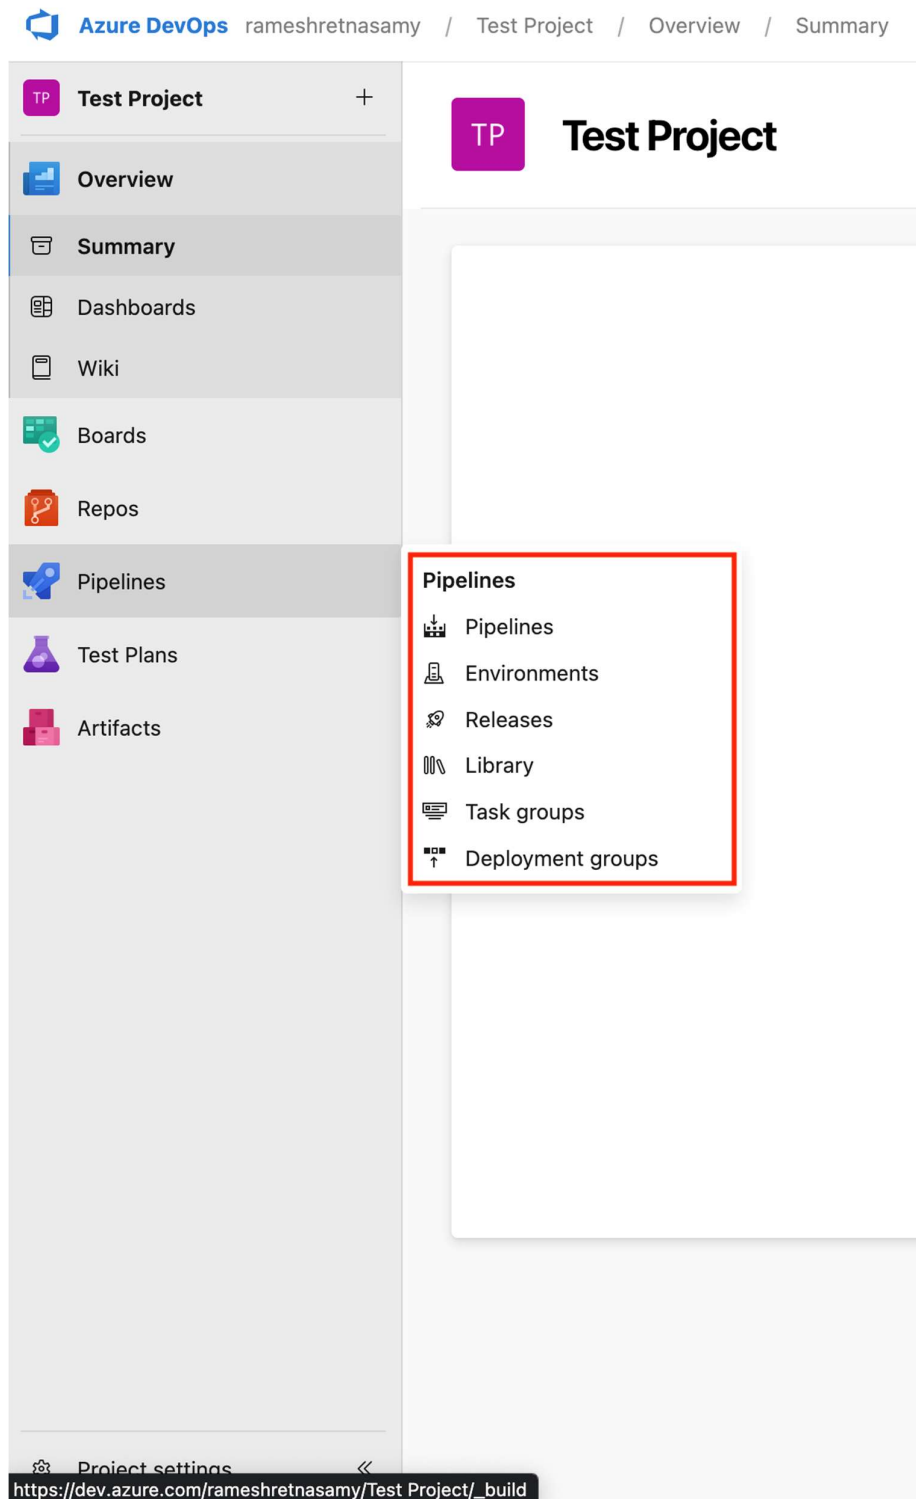 Azure DevOps rameshretnasamy / Test Project / Overview / Summary
TP Test Project +
TP Test Project
Overview
Summary
Dashboards
Wiki
Boards
Repos
Pipelines
Test Plans
Artifacts
Pipelines
Pipelines
Environments
Releases
Library
Task groups
Deployment groups
Project settings
https://dev.azure.com/rameshretnasamy/Test Project/_build